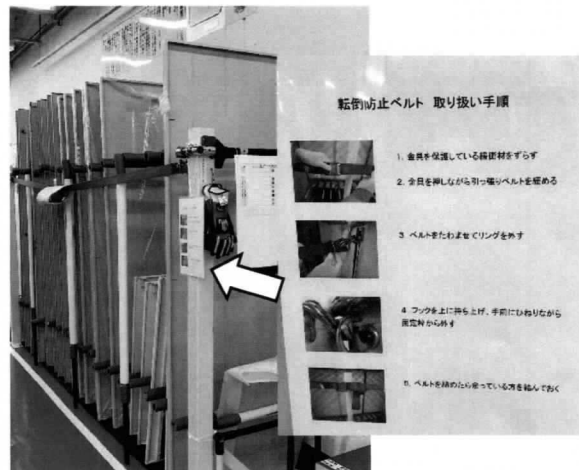 転倒防止ベルト 取り扱い手順
1. 金具を保護している緩衝材をずらす
2. 金具を押しながら引っ張りベルトを緩める
3. ベルトをたわませてリングを外す
4. フックを上に持ち上げ、手前にひねりながら
固定枠から外す
5. ベルトを締めたら余っている方を結んでおく